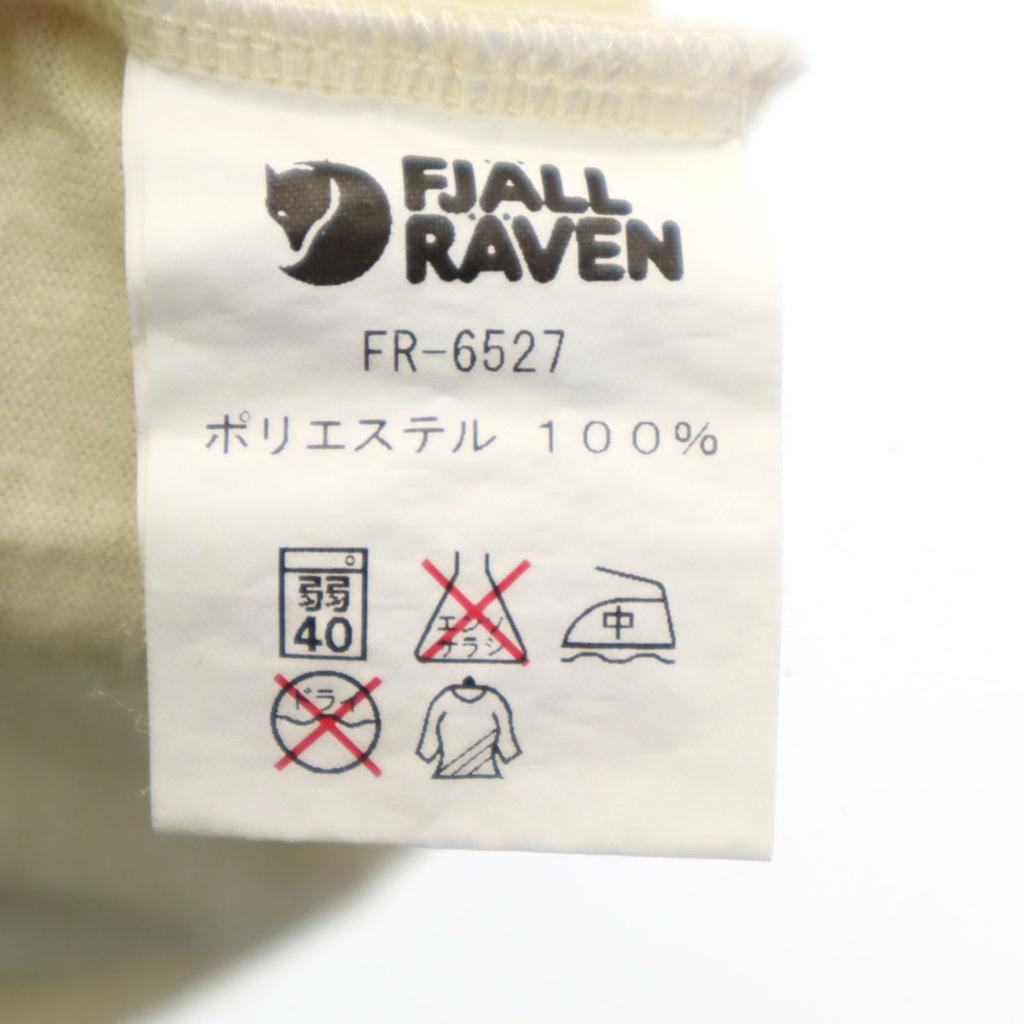 FJÄLL
RÄVEN
FR-6527
ポリエステル 100%
弱
40
エンソ
サラシ
中
ドライ